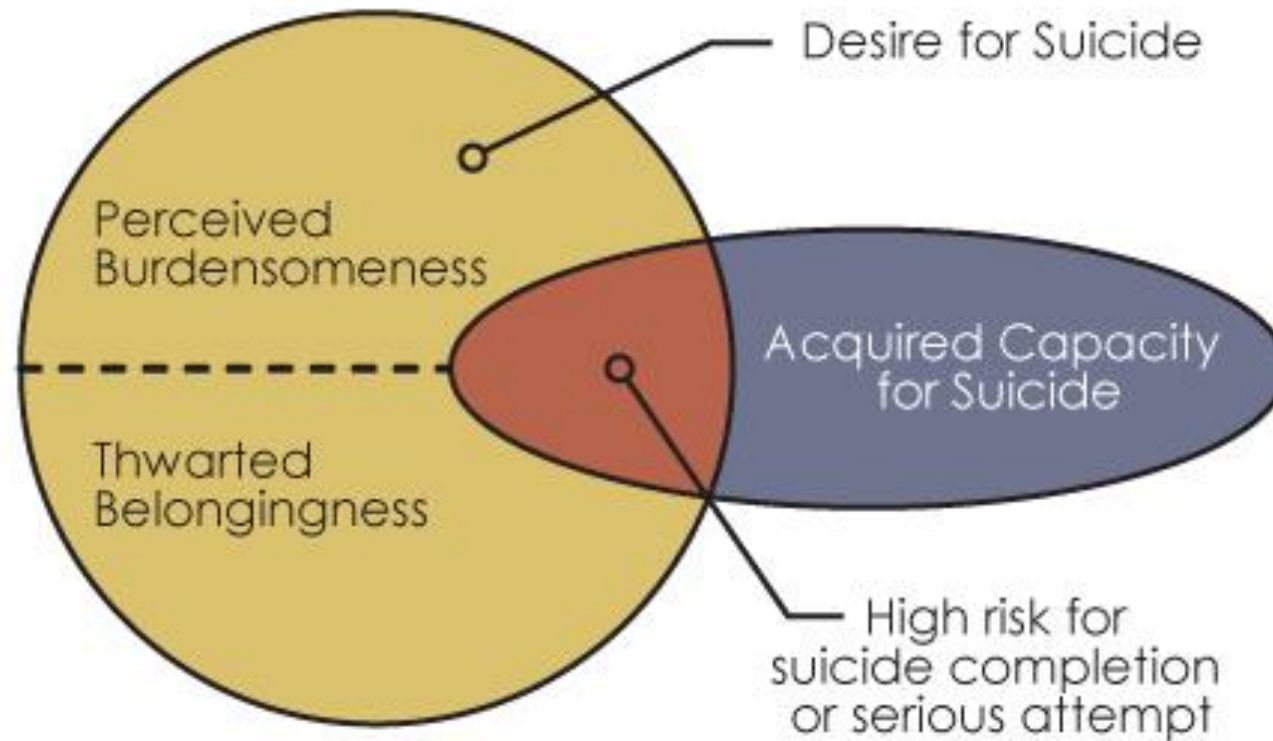 Desire for Suicide
Perceived
Burdensomeness
Acquired Capacity
for Suicide
Thwarted
Belongingness
High risk for
suicide completion
or serious attempt